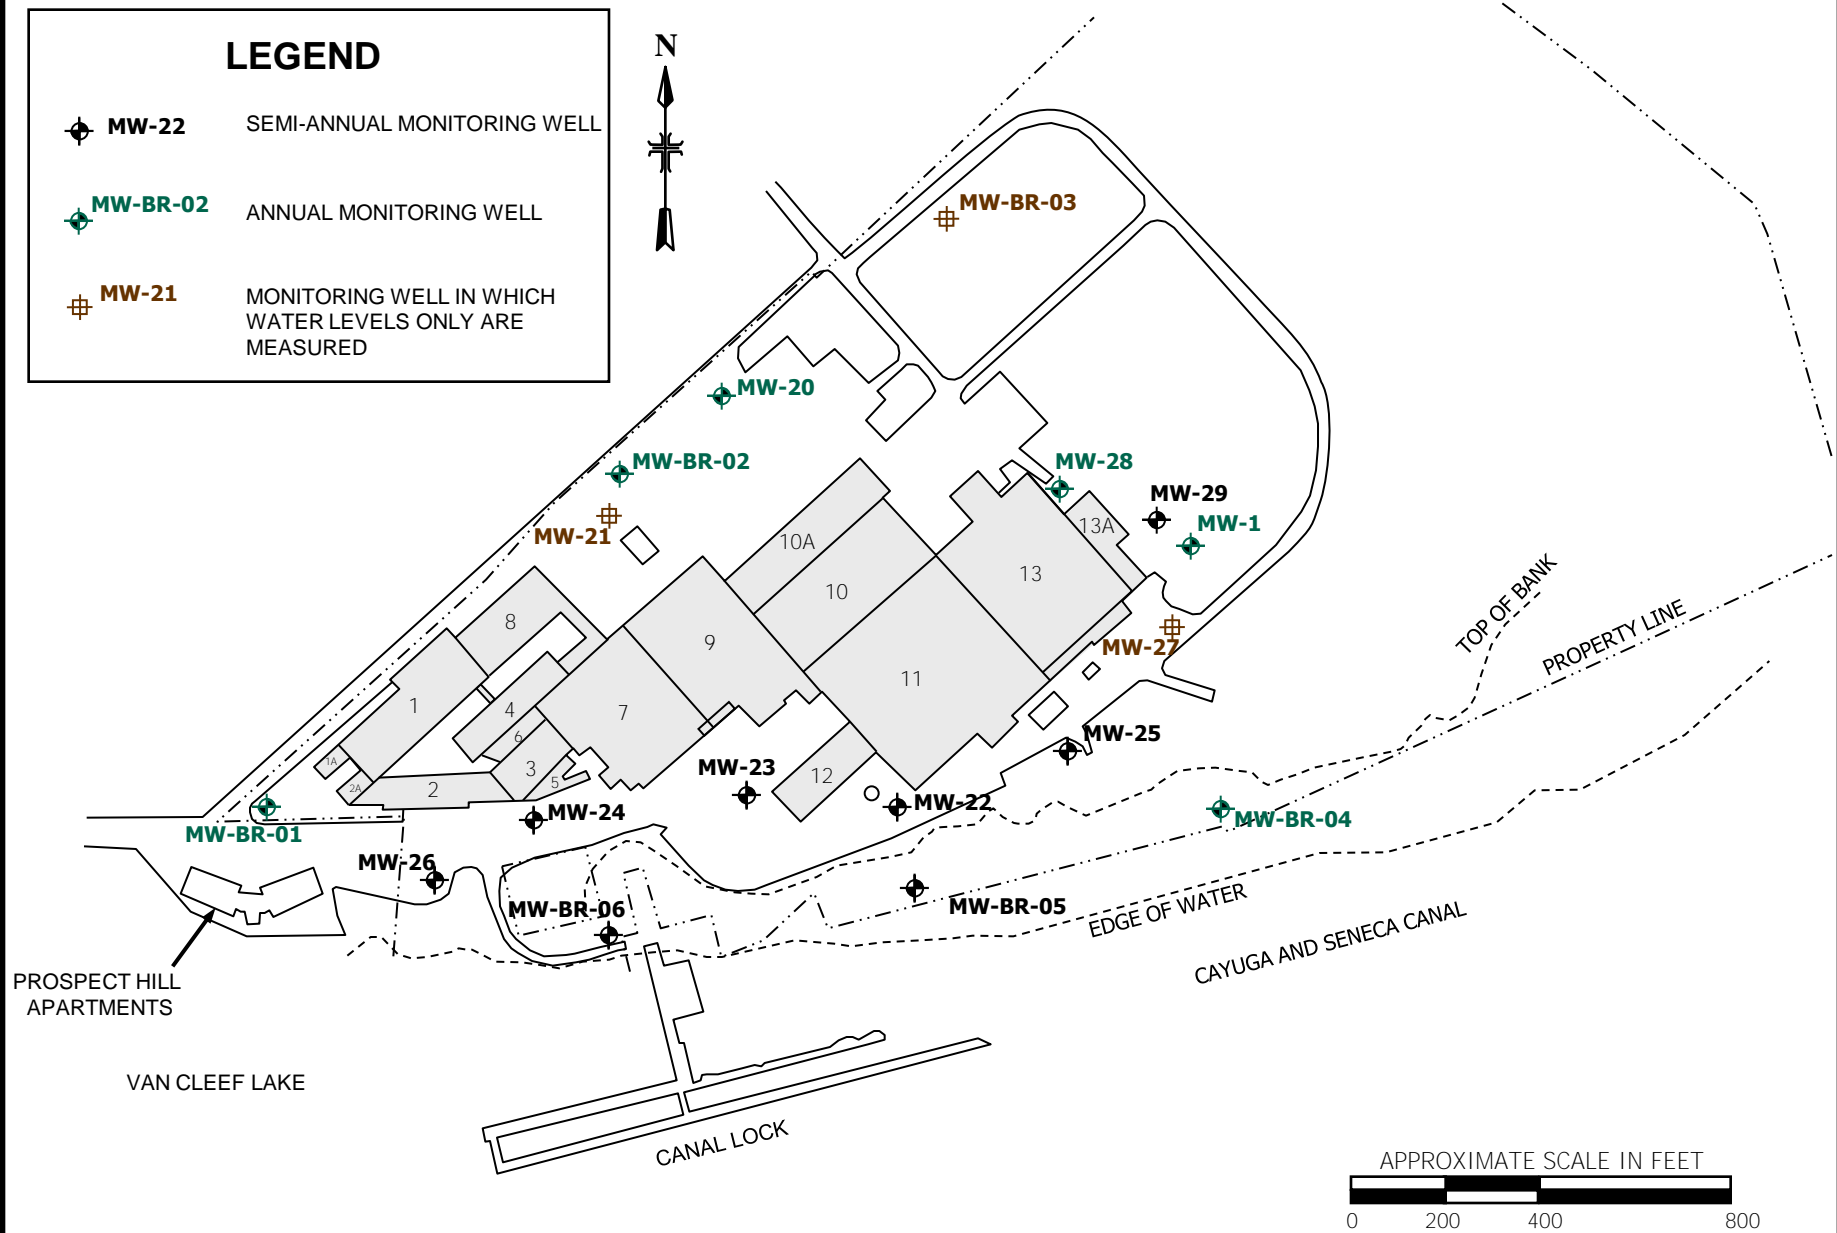 LEGEND
MW-22 SEMI-ANNUAL MONITORING WELL
MW-BR-02 ANNUAL MONITORING WELL
MW-21 MONITORING WELL IN WHICH
WATER LEVELS ONLY ARE
MEASURED
N
MW-BR-03
MW-20
MW-BR-02
MW-28
MW-29
MW-1
MW-21
10A
13A
13
10
8
9
11
MW-27
TOP OF BANK
PROPERTY LINE
1
4
7
6
3
5
12
1A
2A
2
MW-23
MW-25
MW-24
MW-22
MW-BR-04
MW-BR-01
MW-26
MW-BR-06
MW-BR-05
EDGE OF WATER
CAYUGA AND SENECA CANAL
PROSPECT HILL
APARTMENTS
VAN CLEEF LAKE
CANAL LOCK
APPROXIMATE SCALE IN FEET
0 200 400 800